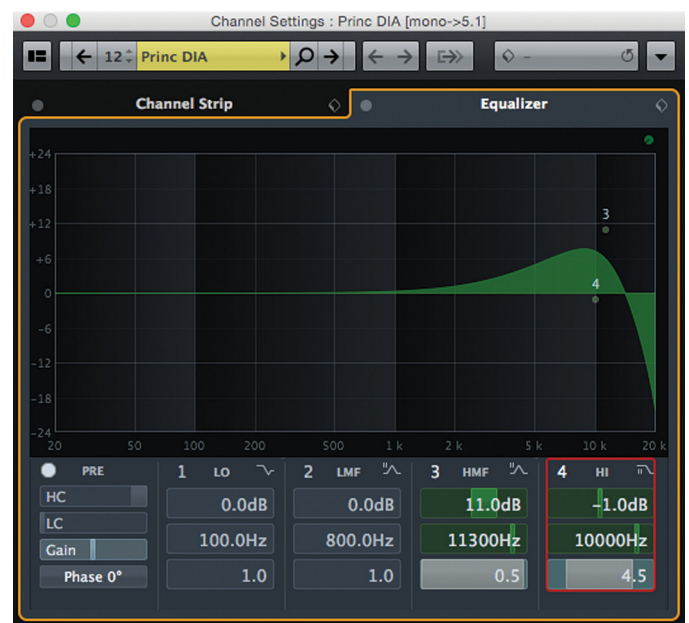 Channel Settings : Princ DIA [mono->5.1]
12 Princ DIA
–
Channel Strip Equalizer
+24
+18
+12
+6
0
−6
−12
−18
−24
3
4
20 50 100 200 500 1 k 2 k 5 k 10 k 20 k
PRE 1 LO 2 LMF 3 HMF 4 HI
HC 0.0dB 0.0dB 11.0dB −1.0dB
LC
Gain 100.0Hz 800.0Hz 11300Hz 10000Hz
Phase 0° 1.0 1.0 0.5 4.5